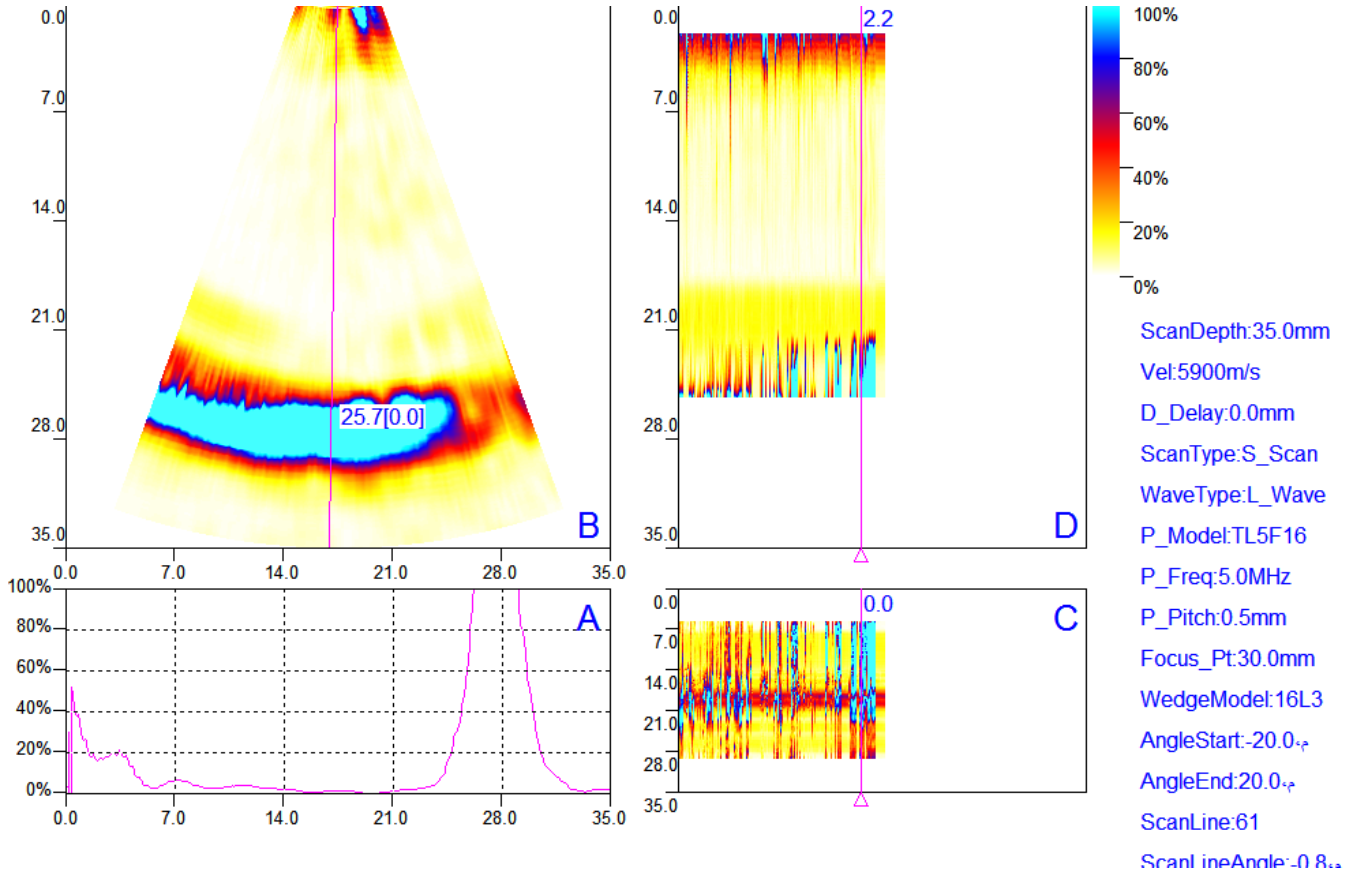 0.0
7.0
14.0
21.0
28.0
35.0
0.0 7.0 14.0 21.0 28.0 35.0
25.7[0.0]
B
0.0
7.0
14.0
21.0
28.0
35.0
2.2
D
100%
80%
60%
40%
20%
0%
100%
80%
60%
40%
20%
0%
0.0 7.0 14.0 21.0 28.0 35.0
A
0.0
7.0
14.0
21.0
28.0
35.0
0.0
C
ScanDepth:35.0mm
Vel:5900m/s
D_Delay:0.0mm
ScanType:S_Scan
WaveType:L_Wave
P_Model:TL5F16
P_Freq:5.0MHz
P_Pitch:0.5mm
Focus_Pt:30.0mm
WedgeModel:16L3
AngleStart:-20.0
AngleEnd:20.0
ScanLine:61
ScanLineAngle:-0.8